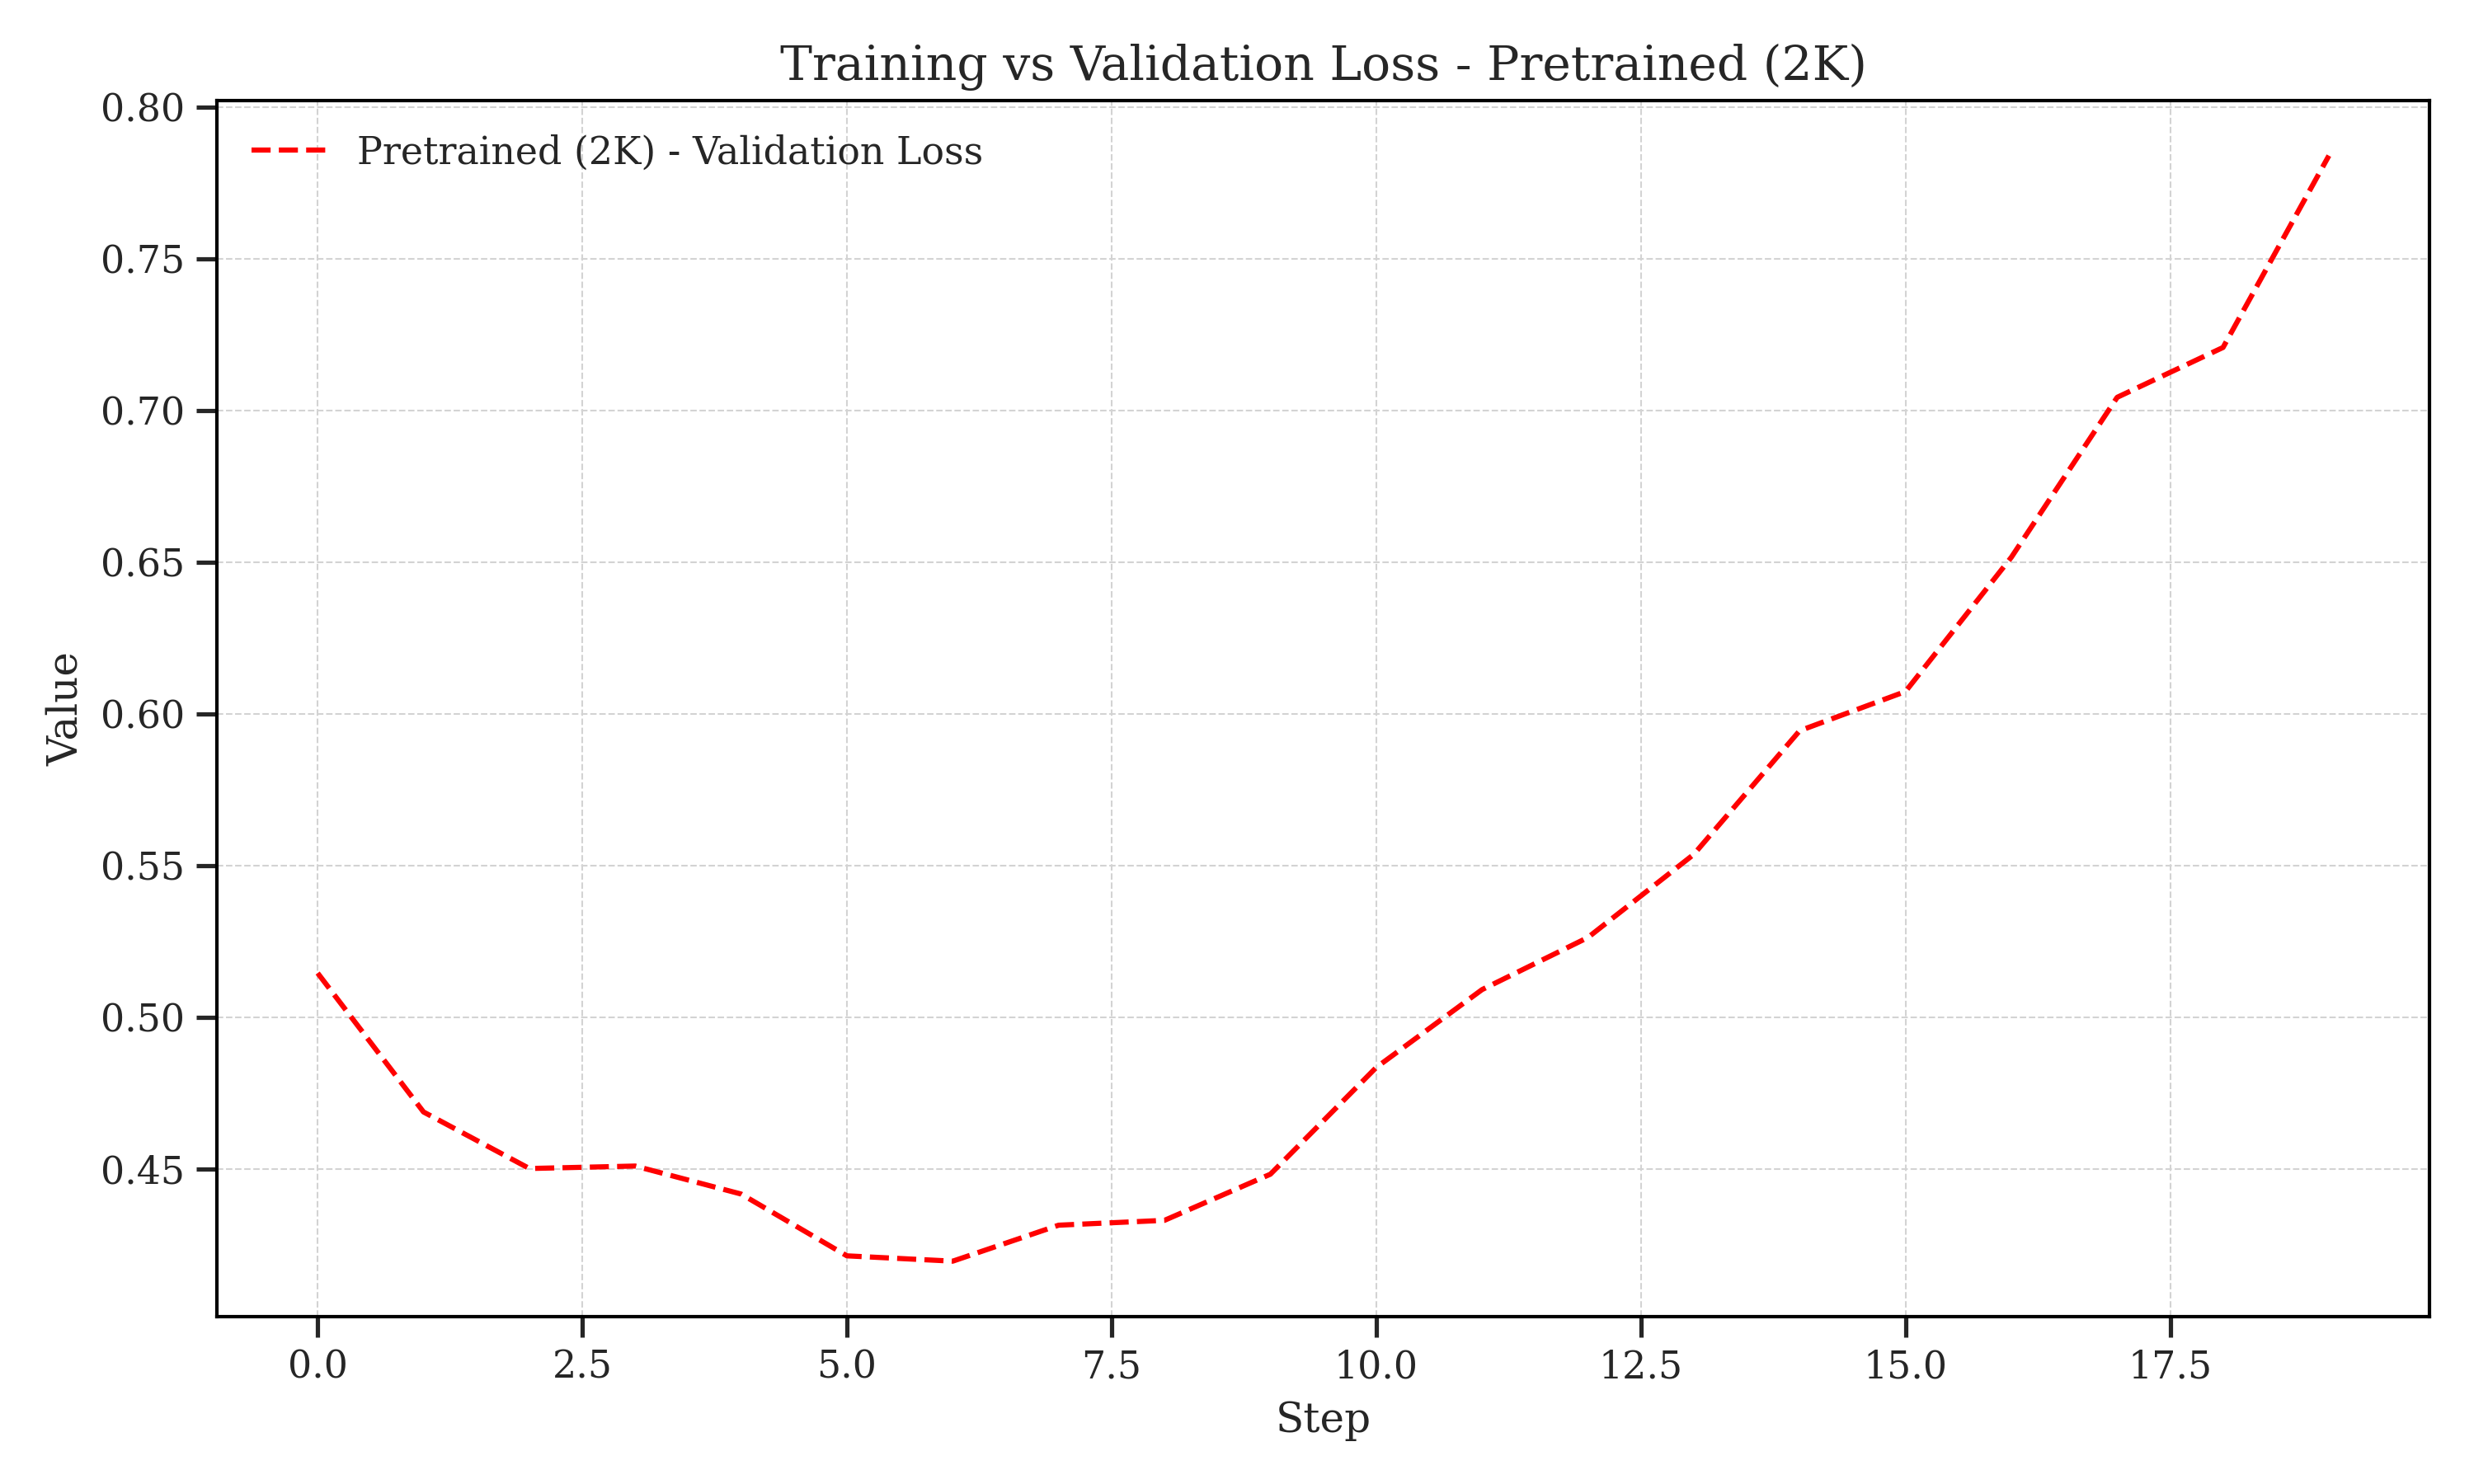 Training vs Validation Loss - Pretrained (2K)
Pretrained (2K) - Validation Loss
0.80
0.75
0.70
0.65
0.60
0.55
0.50
0.45
Value
0.0 2.5 5.0 7.5 10.0 12.5 15.0 17.5
Step